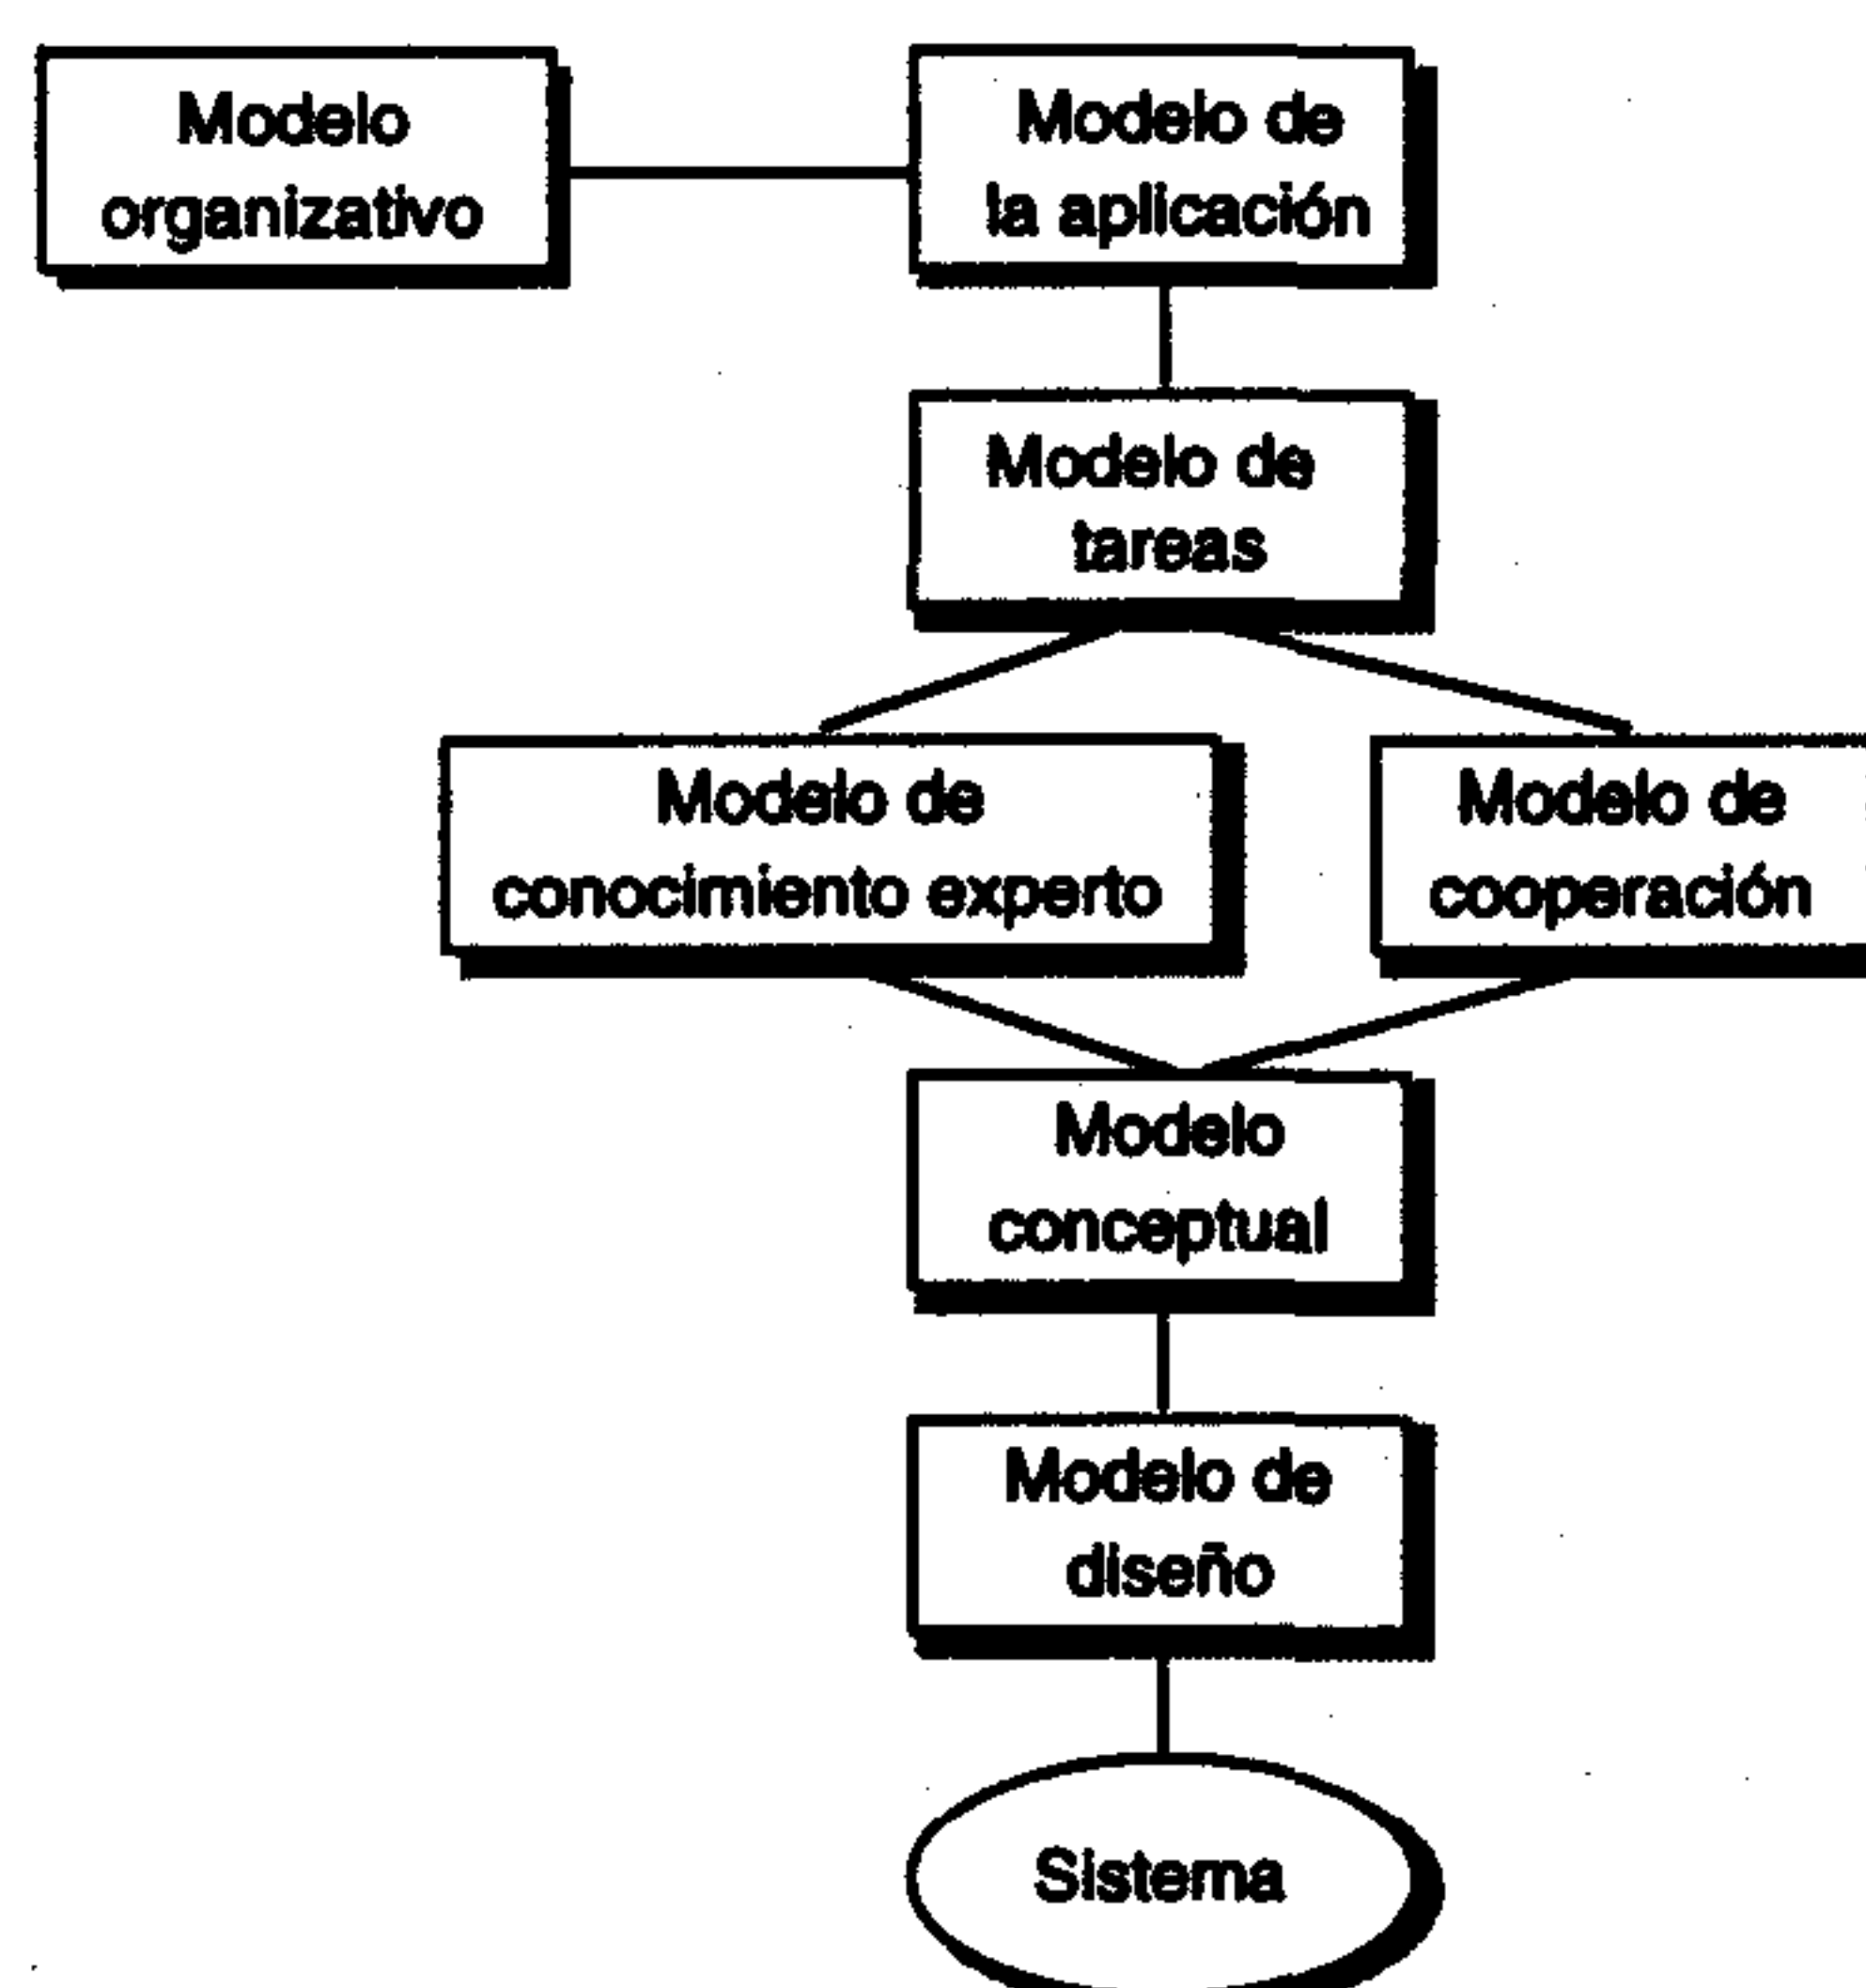 Modelo
organizativo
Modelo de
la aplicación
Modelo de
tareas
Modelo de
conocimiento experto
Modelo de
cooperación
Modelo
conceptual
Modelo de
diseño
Sistema